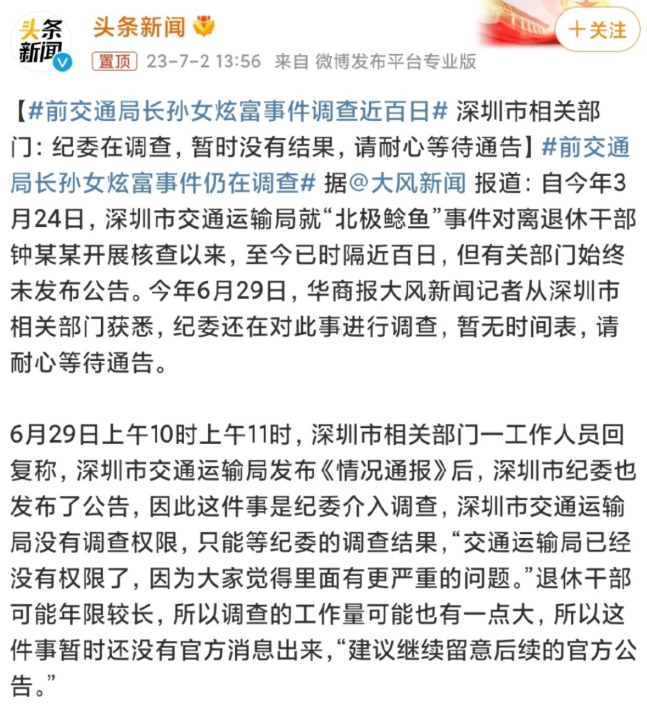 头条
新闻
头条新闻
+关注
置顶 23-7-2 13:56 来自 微博发布平台专业版
【#前交通局长孙女炫富事件调查近百日# 深圳市相关部
门：纪委在调查，暂时没有结果，请耐心等待通告】#前交通
局长孙女炫富事件仍在调查# 据@大风新闻 报道：自今年3
月24日，深圳市交通运输局就“北极鲶鱼”事件对离退休干部
钟某某开展核查以来，至今已时隔近百日，但有关部门始终
未发布公告。今年6月29日，华商报大风新闻记者从深圳市
相关部门获悉，纪委还在对此事进行调查，暂无时间表，请
耐心等待通告。
6月29日上午10时上午11时，深圳市相关部门一工作人员回
复称，深圳市交通运输局发布《情况通报》后，深圳市纪委也
发布了公告，因此这件事是纪委介入调查，深圳市交通运输
局没有调查权限，只能等纪委的调查结果，“交通运输局已经
没有权限了，因为大家觉得里面有更严重的问题。”退休干部
可能年限较长，所以调查的工作量可能也有一点大，所以这
件事暂时还没有官方消息出来，“建议继续留意后续的官方公
告。”